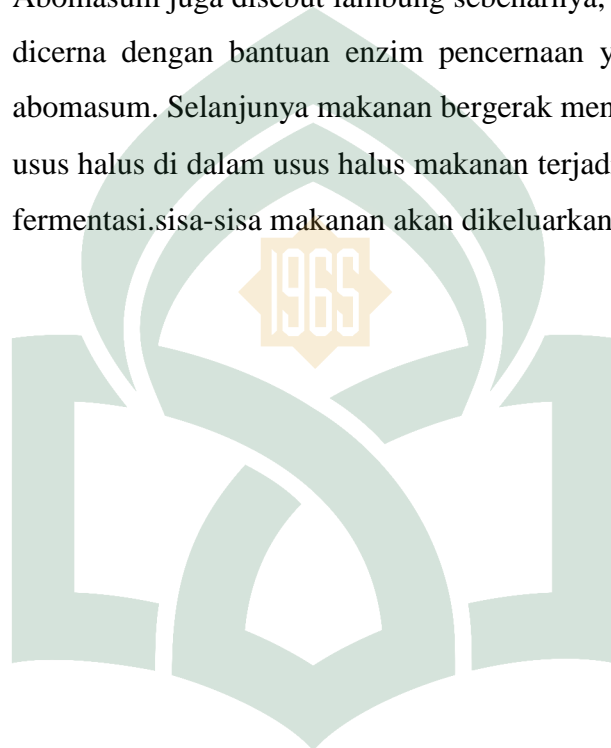 Abomasum juga disebut lambung sebenarnya,
dicerna dengan bantuan enzim pencernaan
abomasum. Selanjunya makanan bergerak
usus halus di dalam usus halus makanan terjadi
fermentasi.sisa-sisa makanan akan dikeluarkan
1965